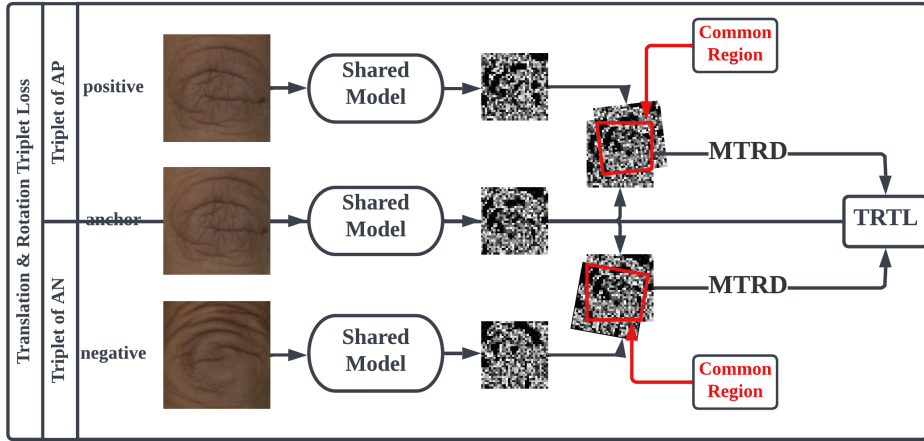 Translation & Rotation Triplet Loss
Triplet of AP
Triplet of AN
positive
Shared
Model
Common
Region
MTRD
anchor
Shared
Model
TRTL
negative
Shared
Model
MTRD
Common
Region